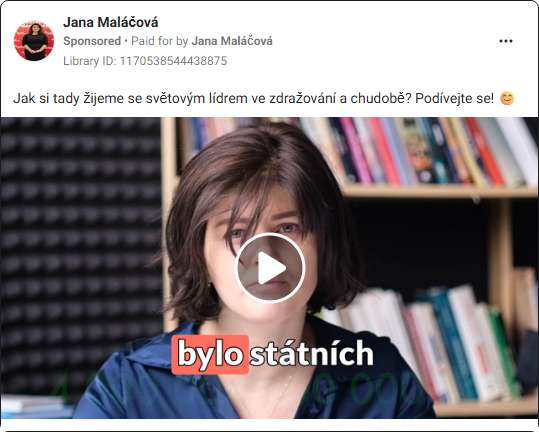 Jana Maláčová
Sponsored • Paid for by Jana Maláčová
Library ID: 1170538544438875
Jak si tady žijeme se světovým lídrem ve zdražování a chudobě? Podívejte se! 😊
bylo státních